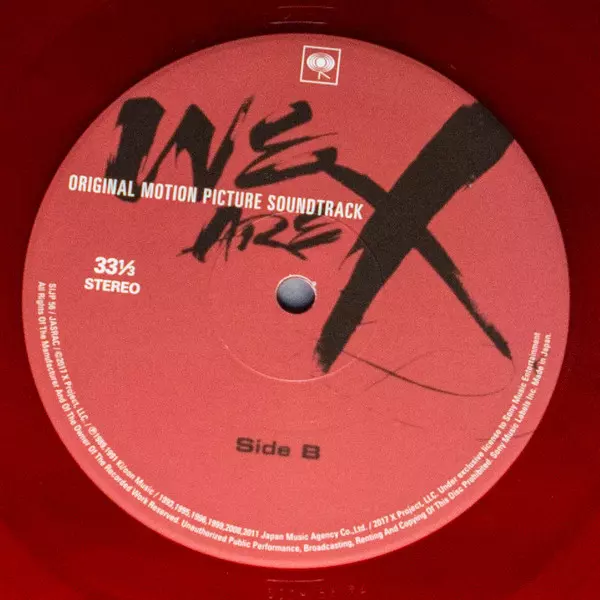 WE
ARE
X
ORIGINAL MOTION PICTURE SOUNDTRACK
33⅓
STEREO
Side B
SIJP 56 / JASRAC / ©2017 X Project, LLC. / ℗1989,1991 Ki/oon Music / 1993,1995,1996,1999,2008,2011 Japan Music Agency Co.,Ltd. / 2017 X Project, LLC. Under exclusive license to Sony Music Entertainment
All Rights Of The Manufacturer And Of The Owner Of The Recorded Work Reserved. Unauthorized Public Performance, Broadcasting, Renting And Copying Of This Disc Prohibited. Sony Music Labels Inc. Made in Japan.